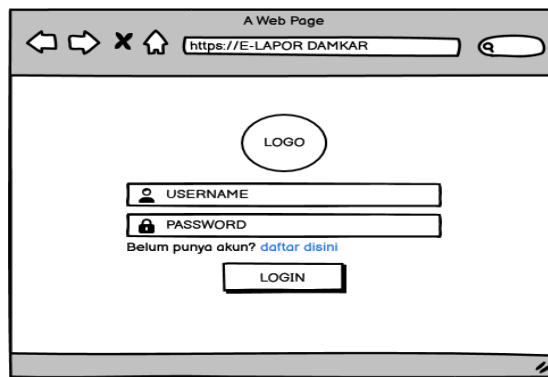 A Web Page
https://E-LAPOR DAMKAR
LOGO
USERNAME
PASSWORD
Belum punya akun? daftar disini
LOGIN